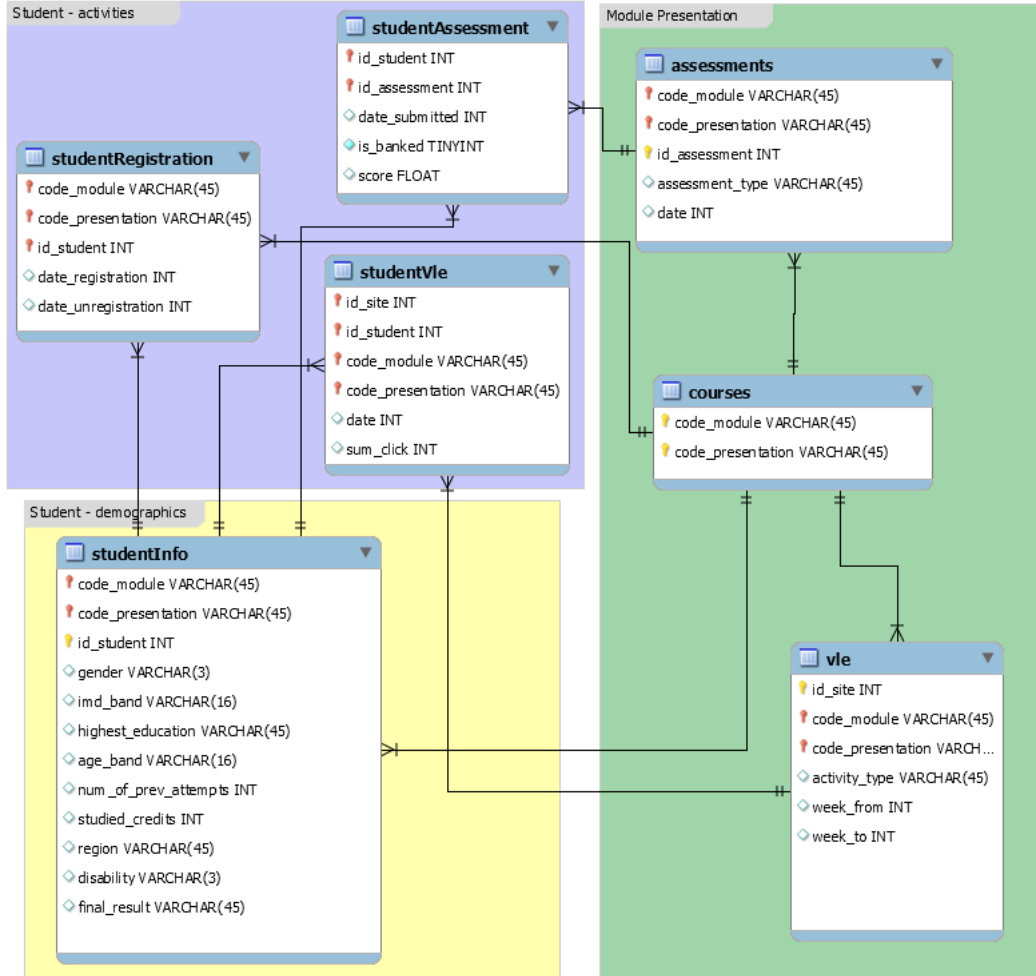 Student - activities
studentAssessment
id_student INT
id_assessment INT
date_submitted INT
is_banked TINYINT
score FLOAT
studentRegistration
code_module VARCHAR(45)
code_presentation VARCHAR(45)
id_student INT
date_registration INT
date_unregistration INT
studentVle
id_site INT
id_student INT
code_module VARCHAR(45)
code_presentation VARCHAR(45)
date INT
sum_click INT
Student - demographics
studentInfo
code_module VARCHAR(45)
code_presentation VARCHAR(45)
id_student INT
gender VARCHAR(3)
imd_band VARCHAR(16)
highest_education VARCHAR(45)
age_band VARCHAR(16)
num_of_prev_attempts INT
studied_credits INT
region VARCHAR(45)
disability VARCHAR(3)
final_result VARCHAR(45)
Module Presentation
assessments
code_module VARCHAR(45)
code_presentation VARCHAR(45)
id_assessment INT
assessment_type VARCHAR(45)
date INT
courses
code_module VARCHAR(45)
code_presentation VARCHAR(45)
vle
id_site INT
code_module VARCHAR(45)
code_presentation VARCH...
activity_type VARCHAR(45)
week_from INT
week_to INT